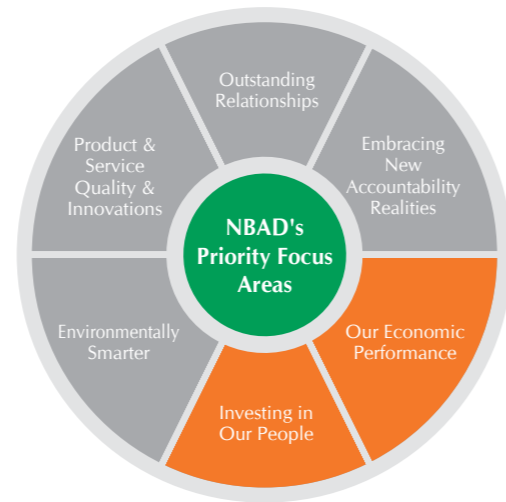 Outstanding
Relationships
Embracing
New
Accountability
Realities
Our Economic
Performance
Investing in
Our People
Environmentally
Smarter
Product &
Service
Quality &
Innovations
NBAD's
Priority Focus
Areas